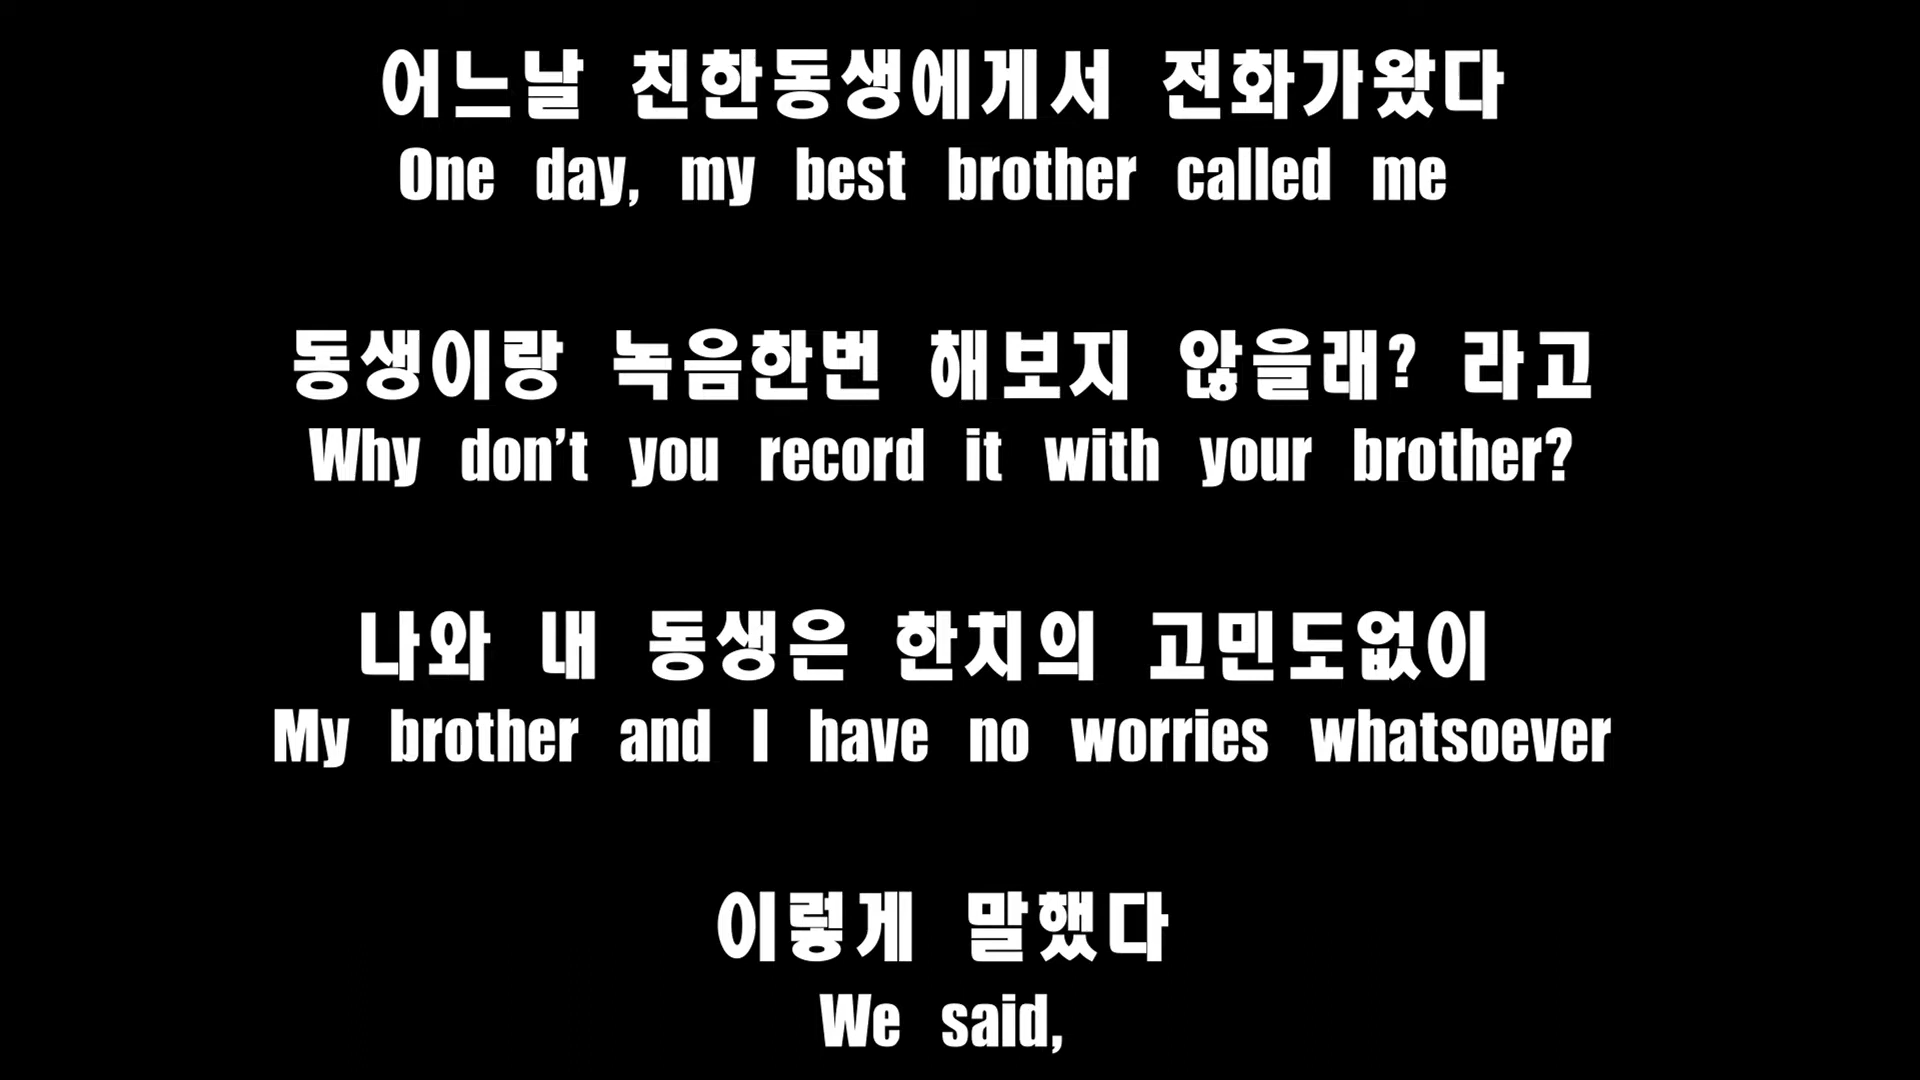 어느날 친한동생에게서 전화가왔다
One day, my best brother called me
동생이랑 녹음한번 해보지 않을래? 라고
Why don't you record it with your brother?
나와 내 동생은 한치의 고민도없이
My brother and I have no worries whatsoever
이렇게 말했다
We said,